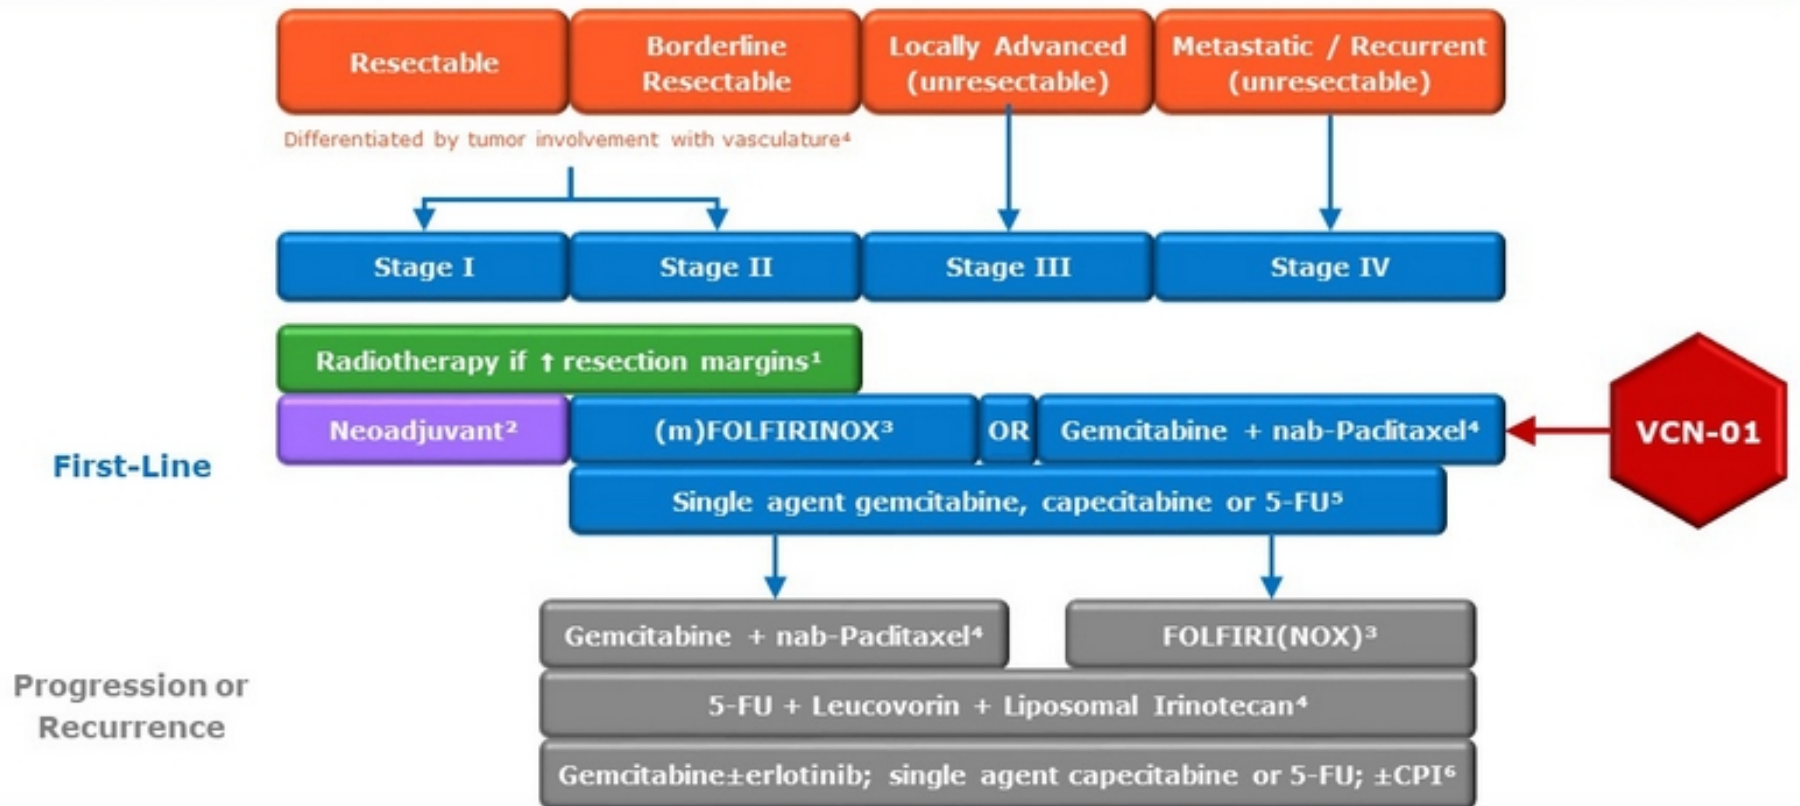 Resectable
Borderline
Resectable
Locally Advanced
(unresectable)
Metastatic / Recurrent
(unresectable)
Differentiated by tumor involvement with vasculature⁴
Stage I
Stage II
Stage III
Stage IV
Radiotherapy if ↑ resection margins¹
First-Line
Neoadjuvant²
(m)FOLFIRINOX³
OR
Gemcitabine + nab-Paclitaxel⁴
VCN-01
Single agent gemcitabine, capecitabine or 5-FU⁵
Progression or
Recurrence
Gemcitabine + nab-Paclitaxel⁴
FOLFIRI(NOX)³
5-FU + Leucovorin + Liposomal Irinotecan⁴
Gemcitabine±erlotinib; single agent capecitabine or 5-FU; ±CPI⁶